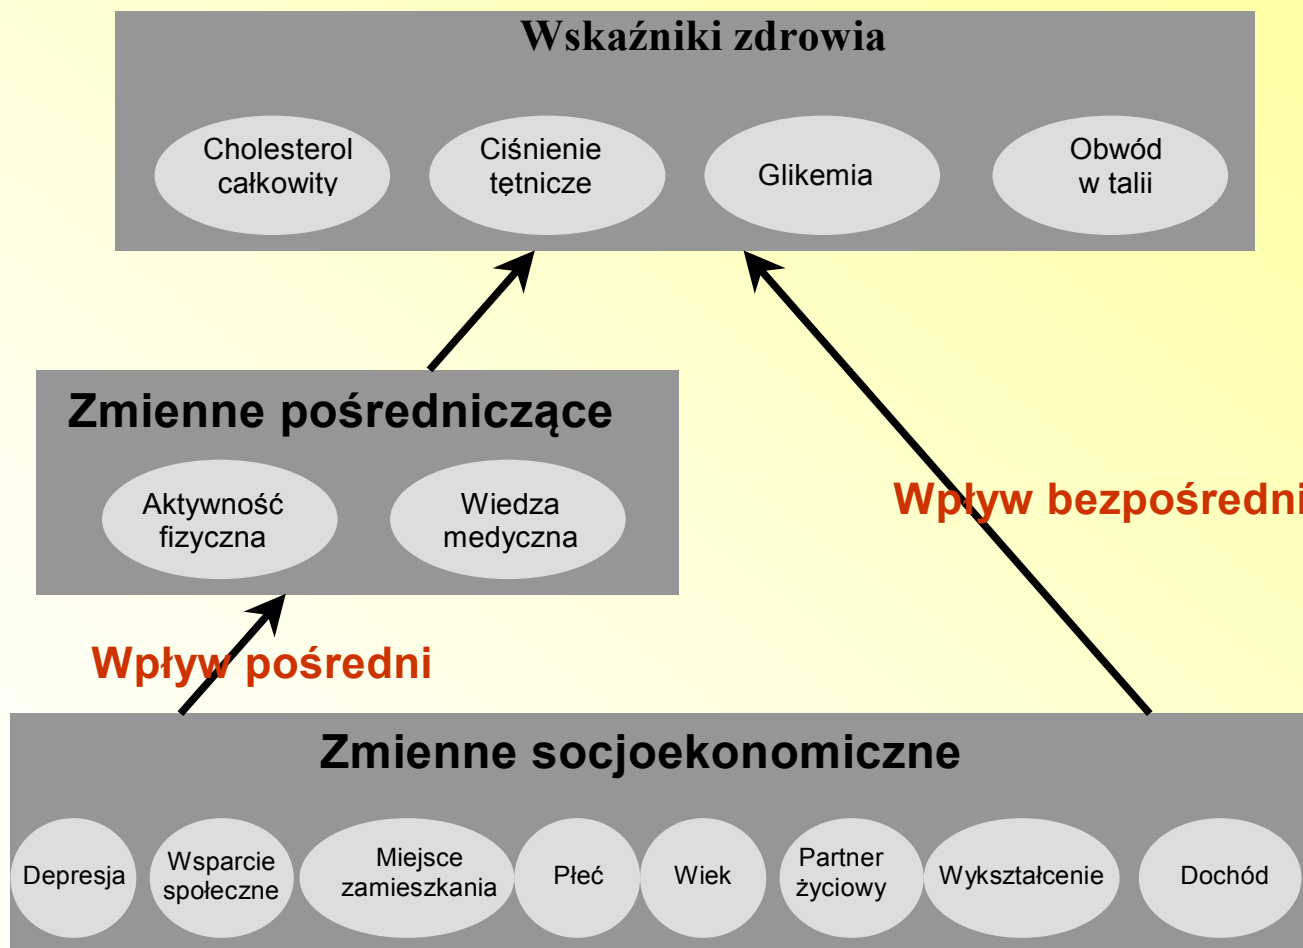 Wskaźniki zdrowia
Cholesterol
całkowity
Ciśnienie
tętnicze
Glikemia
Obwód
w talii
Zmienne pośredniczące
Aktywność
fizyczna
Wiedza
medyczna
Wpływ bezpośredni
Wpływ pośredni
Zmienne socjoekonomiczne
Depresja
Wsparcie
społeczne
Miejsce
zamieszkania
Płeć
Wiek
Partner
życiowy
Wykształcenie
Dochód